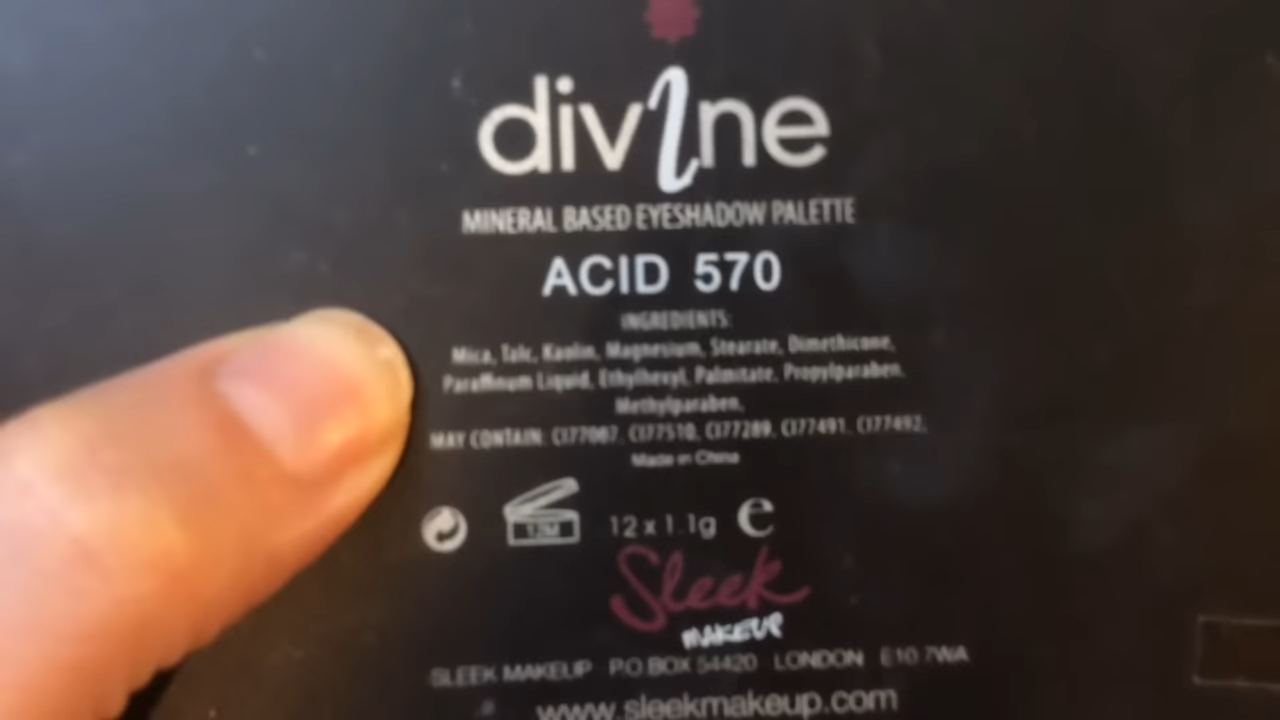 divine
MINERAL BASED EYESHADOW PALETTE
ACID 570
INGREDIENTS:
Mica, Talc, Kaolin, Magnesium, Stearate, Dimethicone,
Paraffinum Liquid, Ethylhexyl, Palmitate, Propylparaben,
Methylparaben,
MAY CONTAIN: CI77007, CI77510, CI77289, CI77491, CI77492,
Made in China
12M 12 x 1.1g e
Sleek
MAKEUP
SLEEK MAKEUP P.O BOX 54420 LONDON E10 7WA
www.sleekmakeup.com